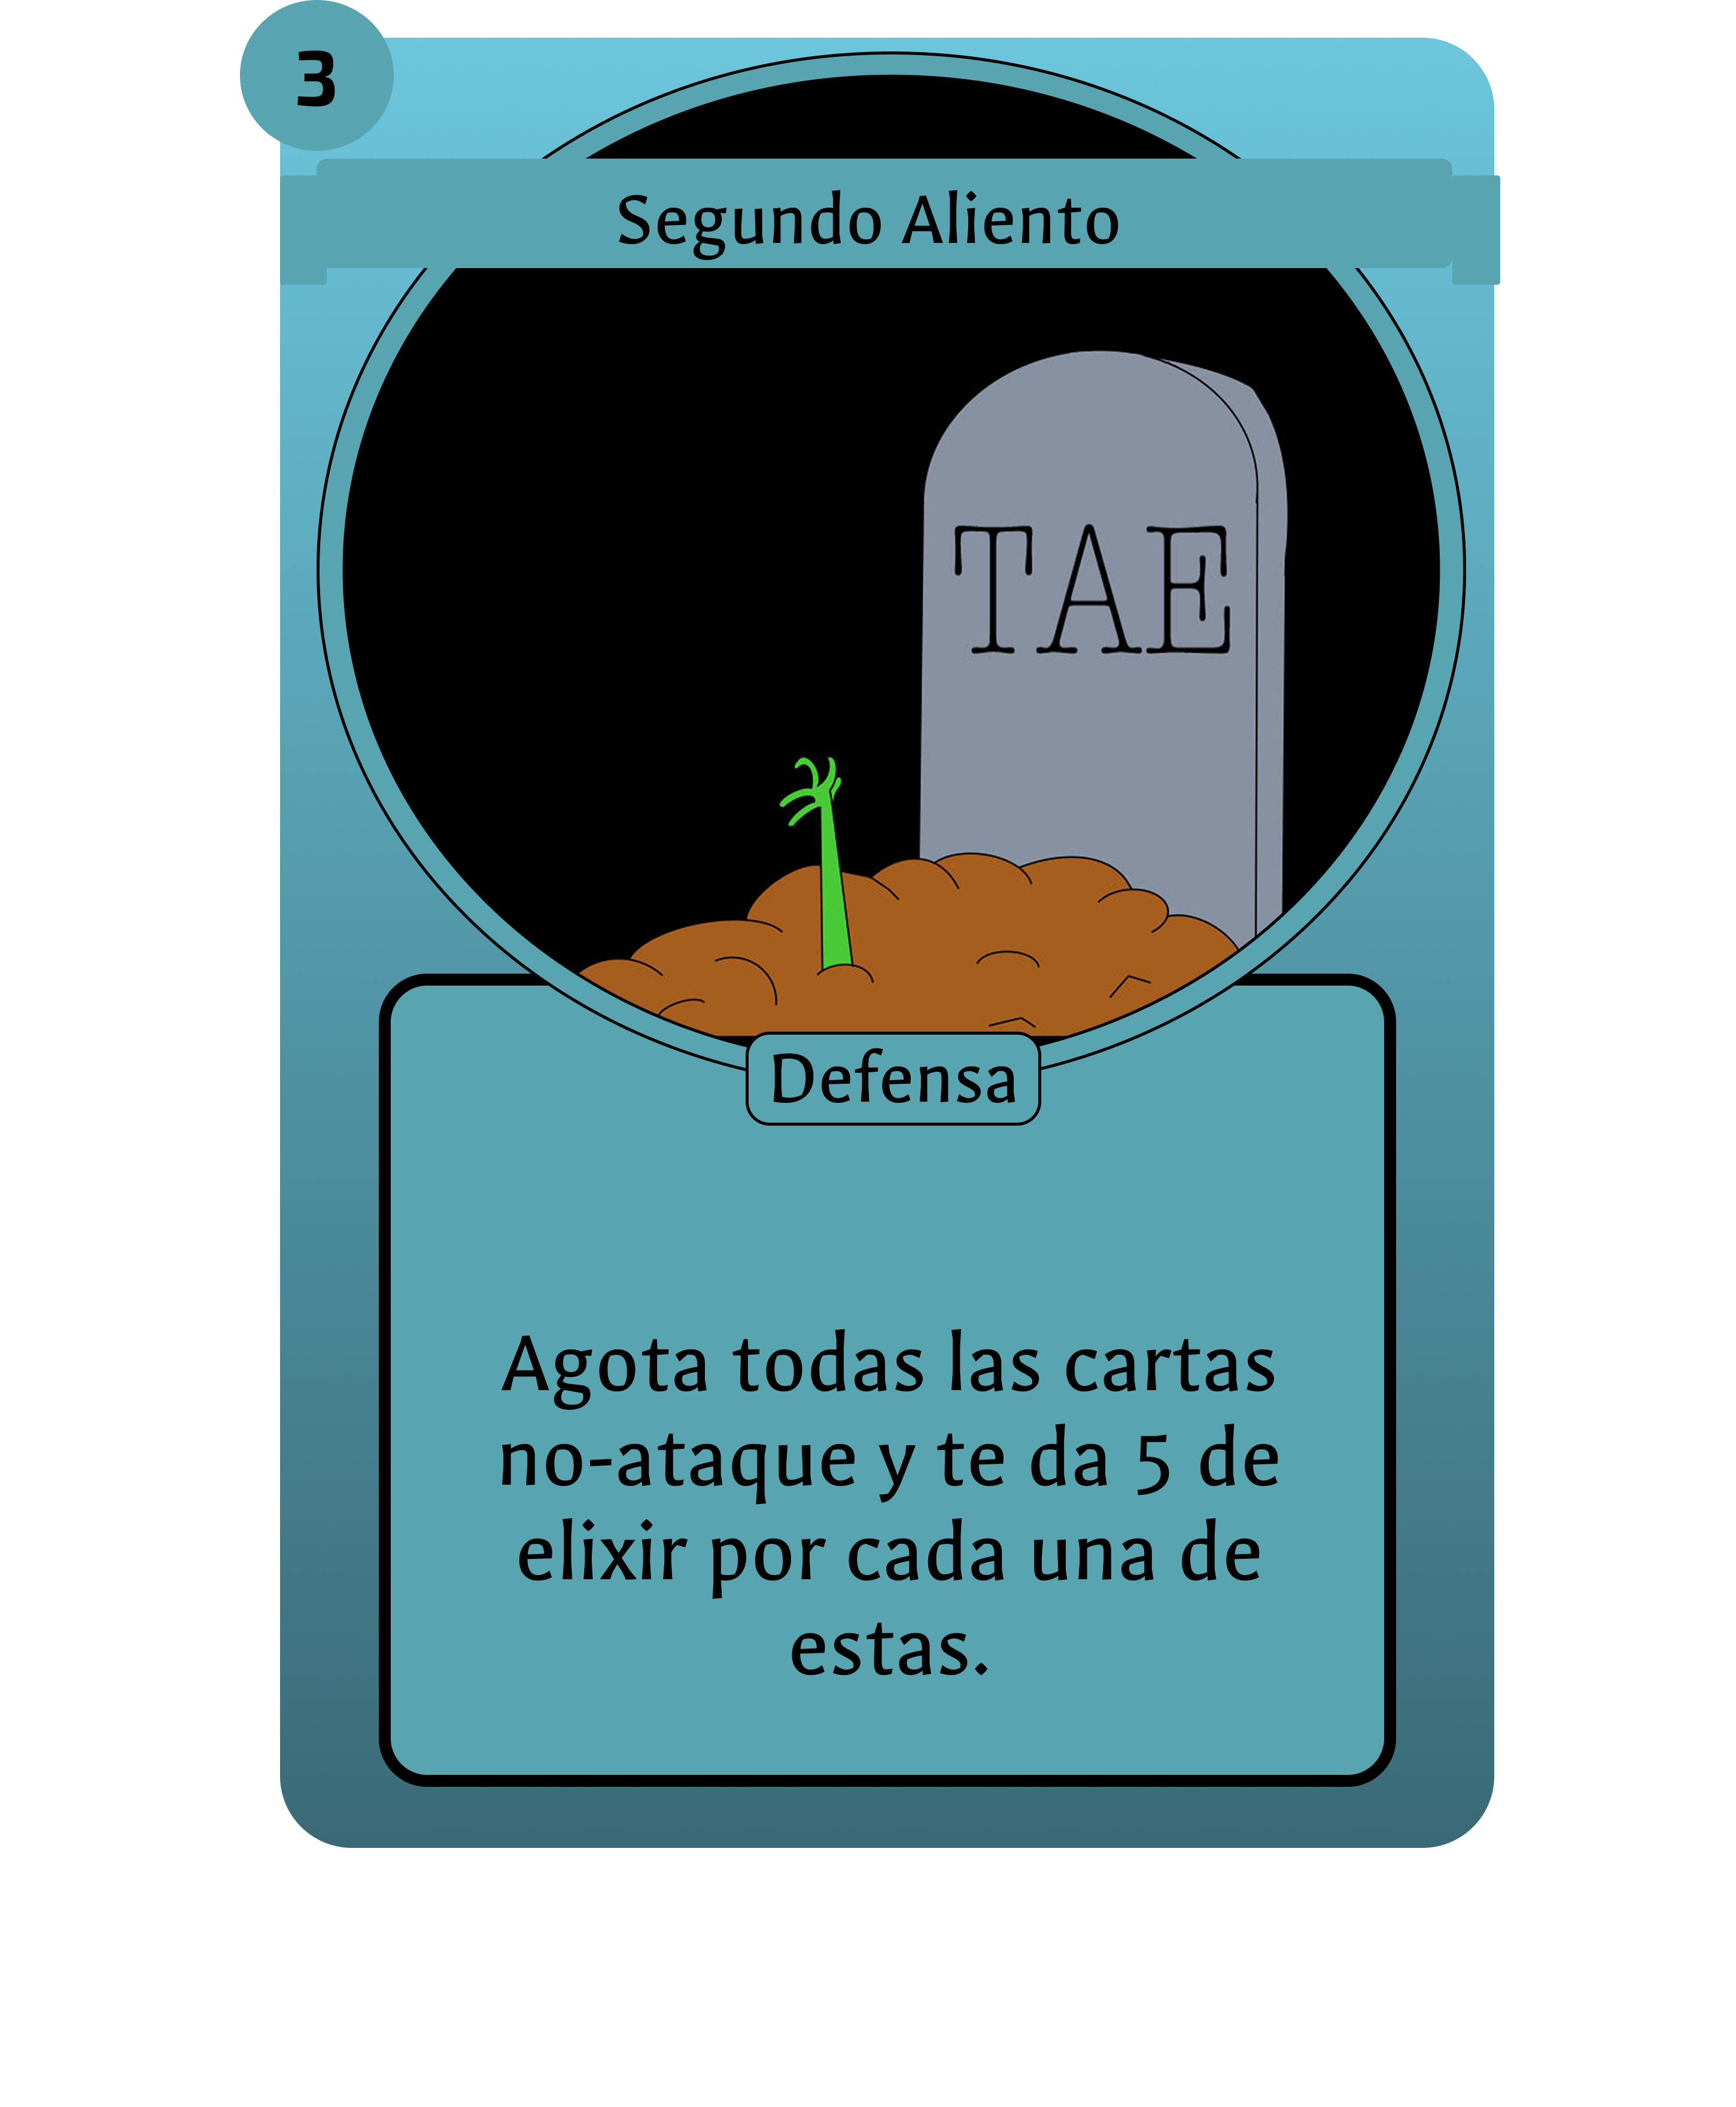 3
Segundo Aliento
TAE
Defensa
Agota todas las cartas
no-ataque y te da 5 de
elixir por cada una de
estas.